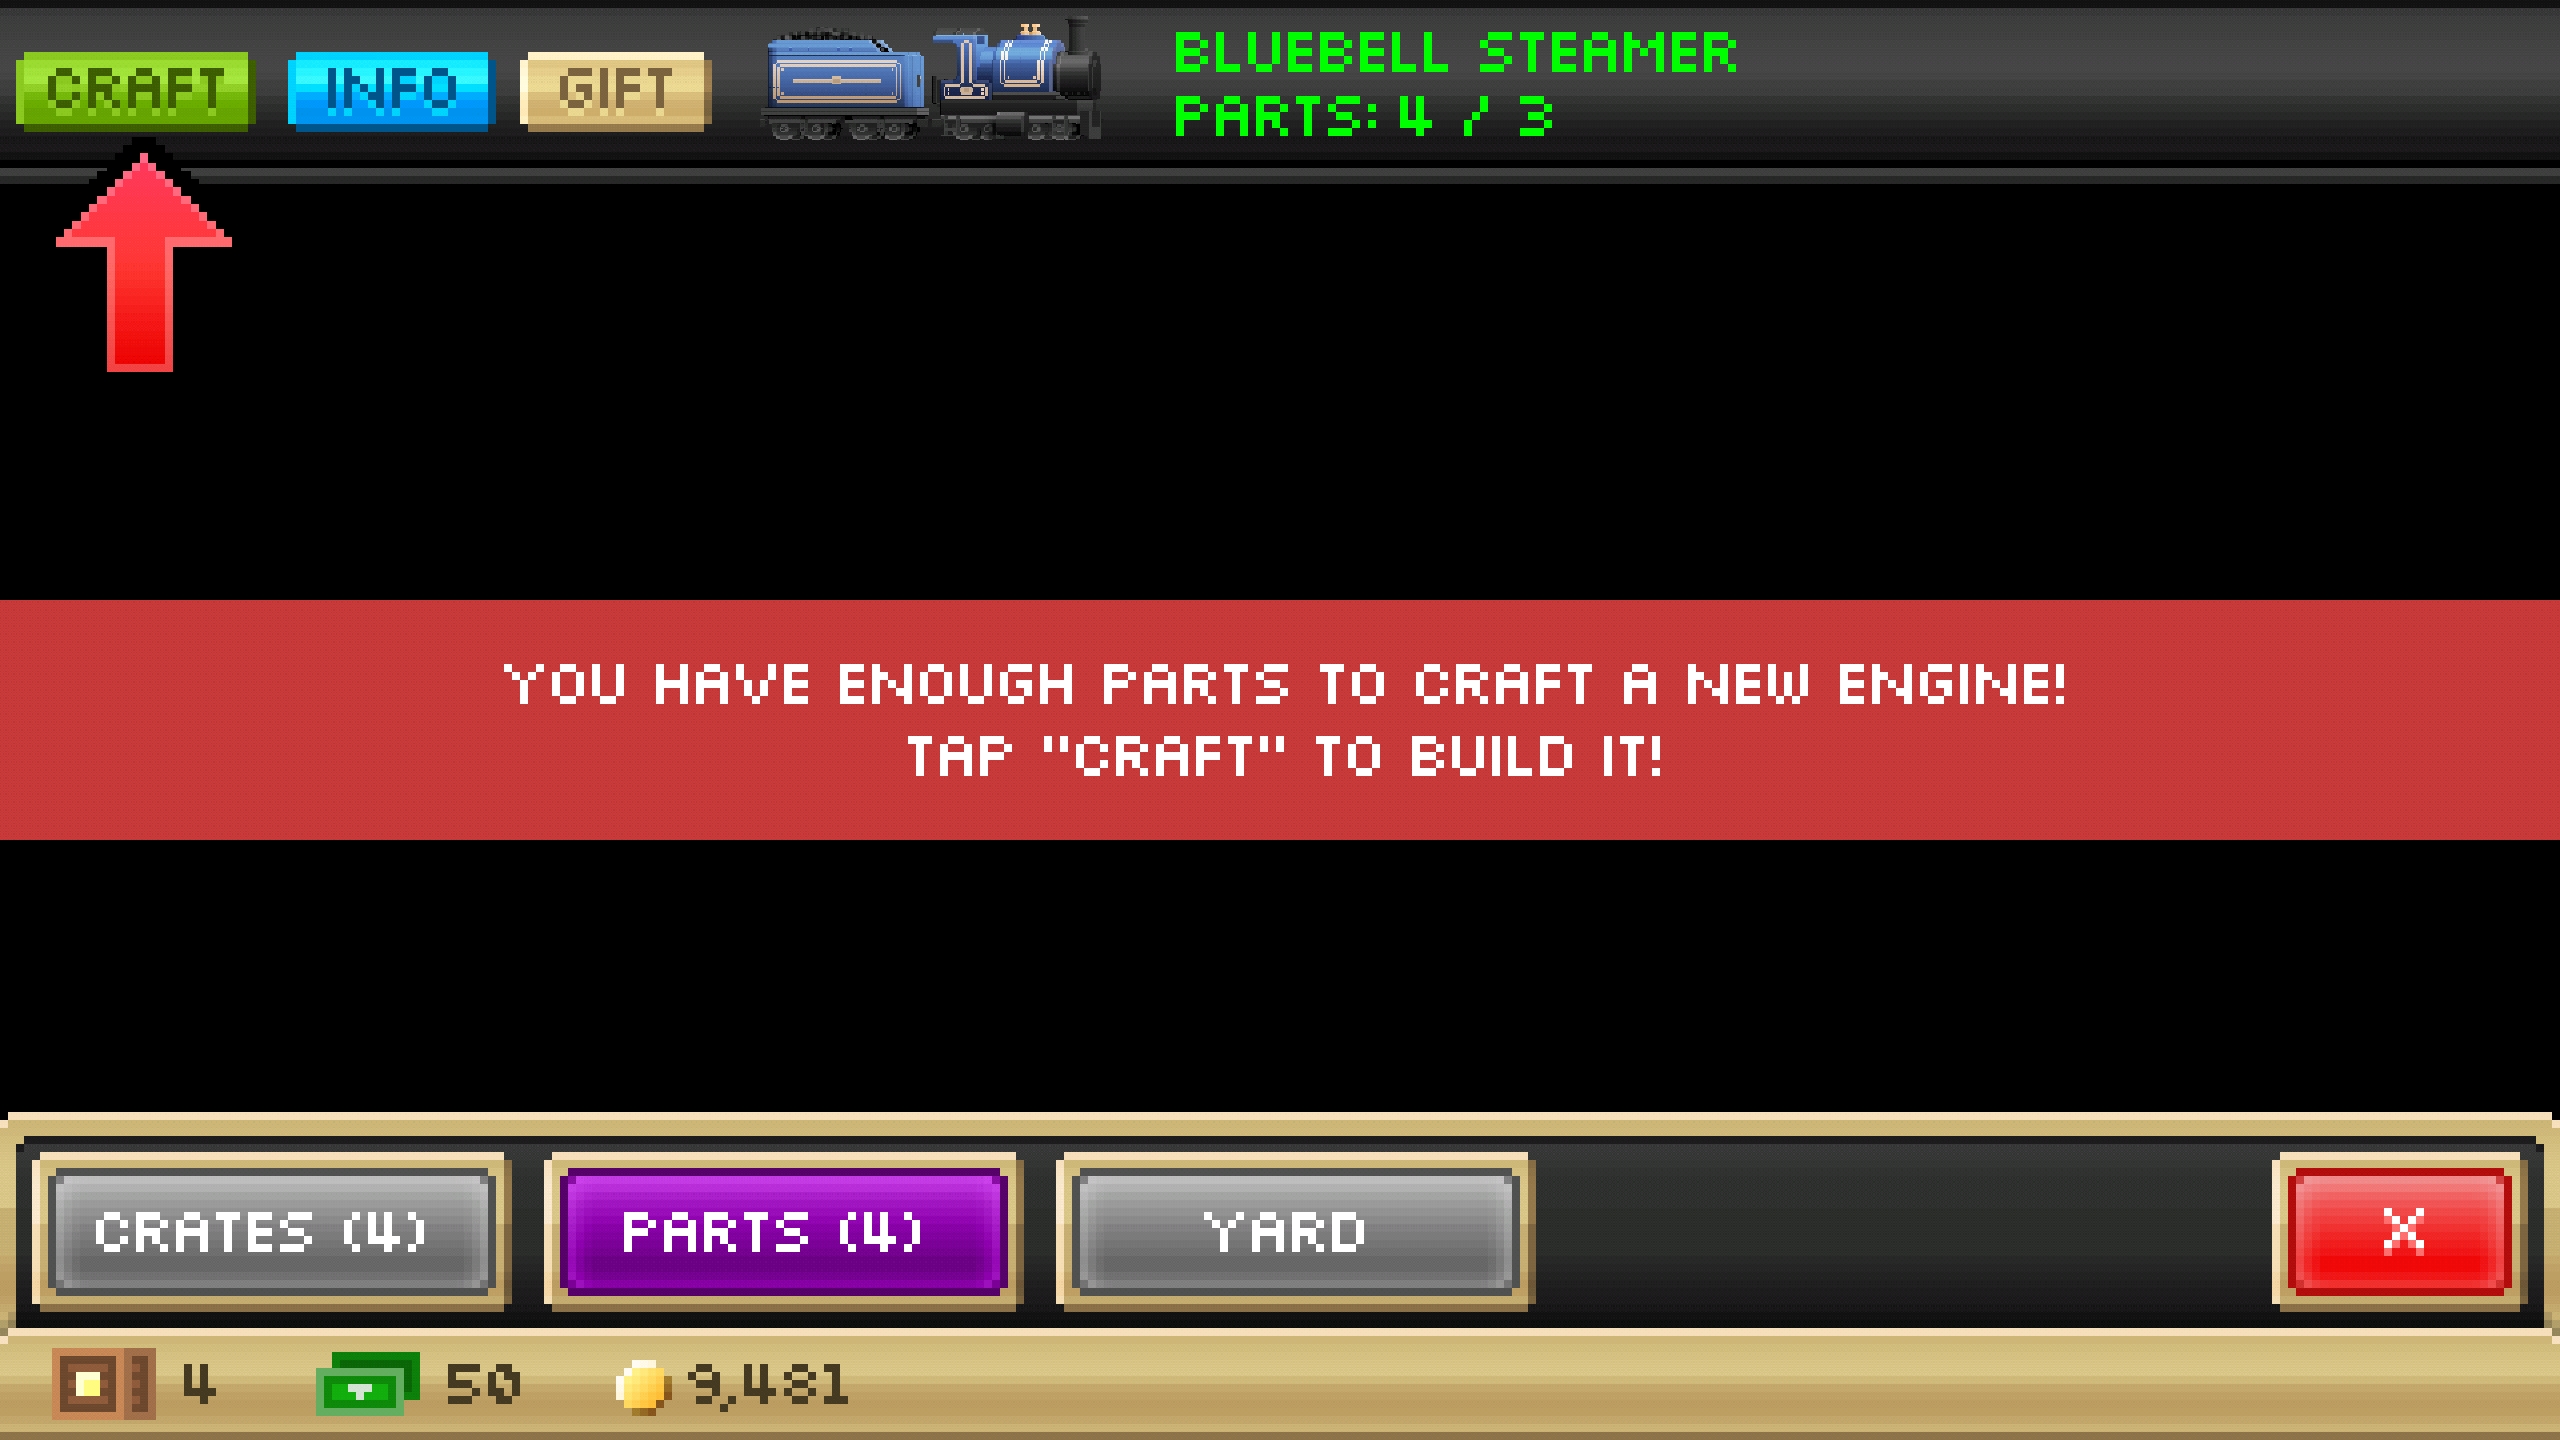 CRAFT
INFO
GIFT
BLUEBELL STEAMER
PARTS: 4 / 3
YOU HAVE ENOUGH PARTS TO CRAFT A NEW ENGINE!
TAP "CRAFT" TO BUILD IT!
CRATES (4)
PARTS (4)
YARD
X
4
50
9,481